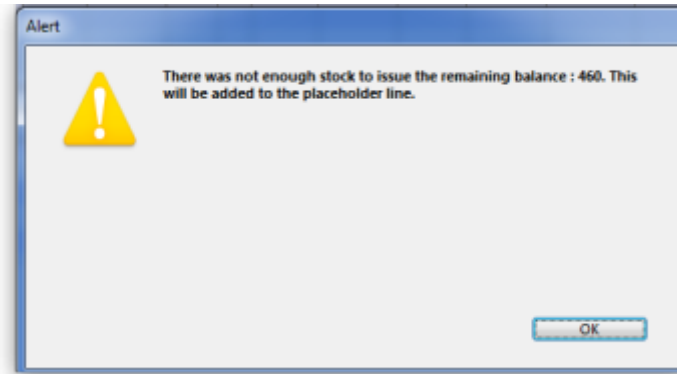 Alert
There was not enough stock to issue the remaining balance : 460. This
will be added to the placeholder line.
OK